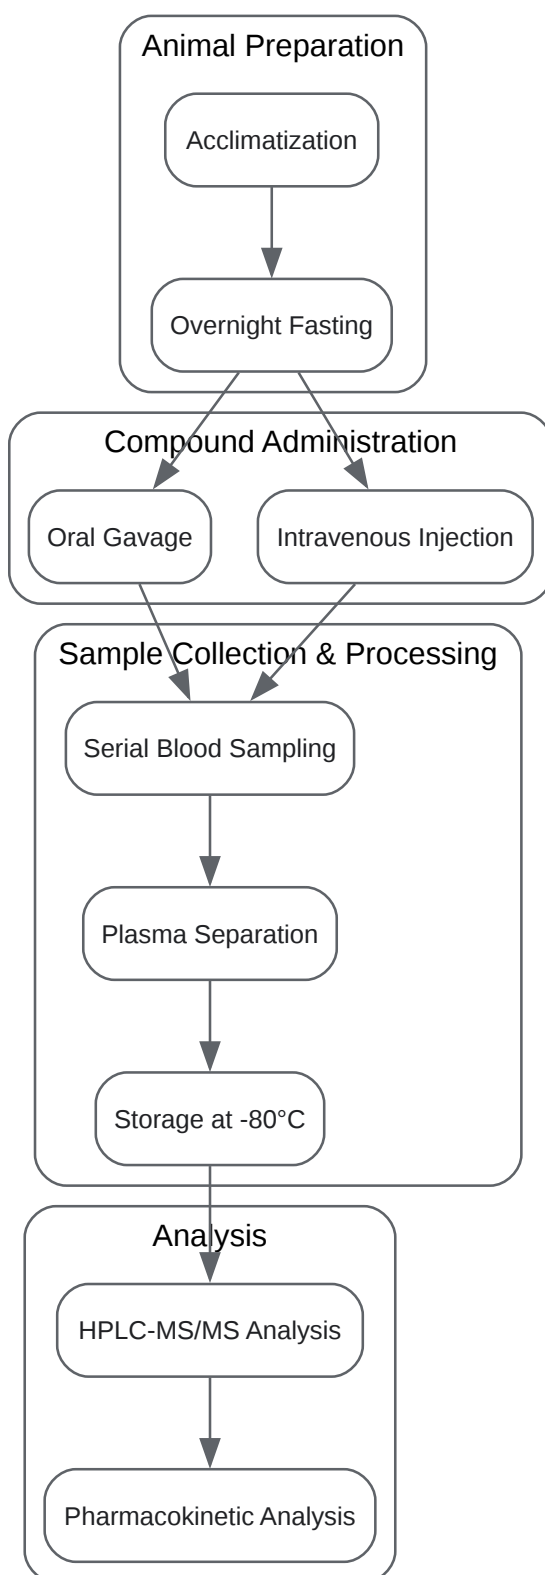 Animal Preparation
Acclimatization
Overnight Fasting
Compound Administration
Oral Gavage
Intravenous Injection
Sample Collection & Processing
Serial Blood Sampling
Plasma Separation
Storage at -80°C
Analysis
HPLC-MS/MS Analysis
Pharmacokinetic Analysis